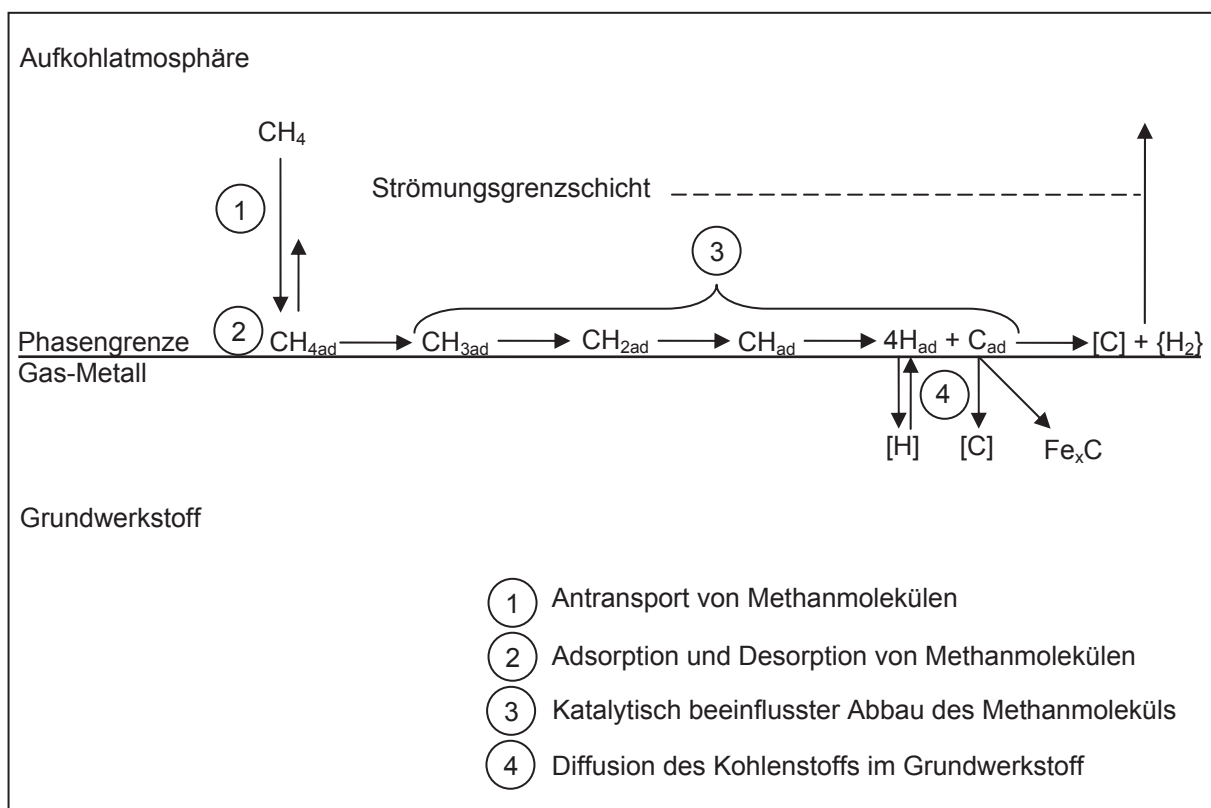 Aufkohlatmosphäre
CH₄
Strömungsgrenzschicht
1
3
2
Phasengrenze CH₄ad CH₃ad CH₂ad CHad 4Had + Cad [C] + {H₂}
Gas-Metall
4
[H] [C] FeₓC
Grundwerkstoff
1 Antransport von Methanmolekülen
2 Adsorption und Desorption von Methanmolekülen
3 Katalytisch beeinflusster Abbau des Methanmoleküls
4 Diffusion des Kohlenstoffs im Grundwerkstoff